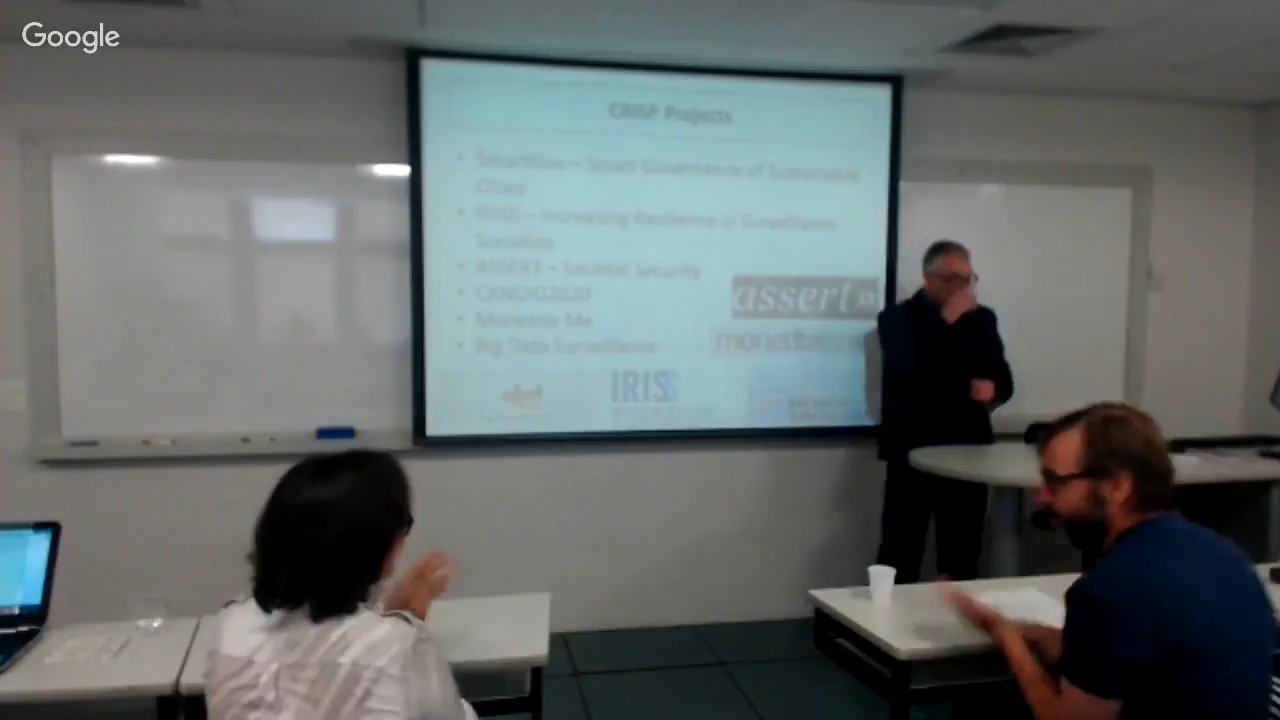 Google
CRISP Projects
• SmartGov – Smart Governance of Sustainable
Cities
• IRISS – Increasing Resilience in Surveillance
Societies
• ASSERT – Societal Security
• CANDID2020
• Monetize Me
• Big Data Surveillance
assert »
monetize
IRISS